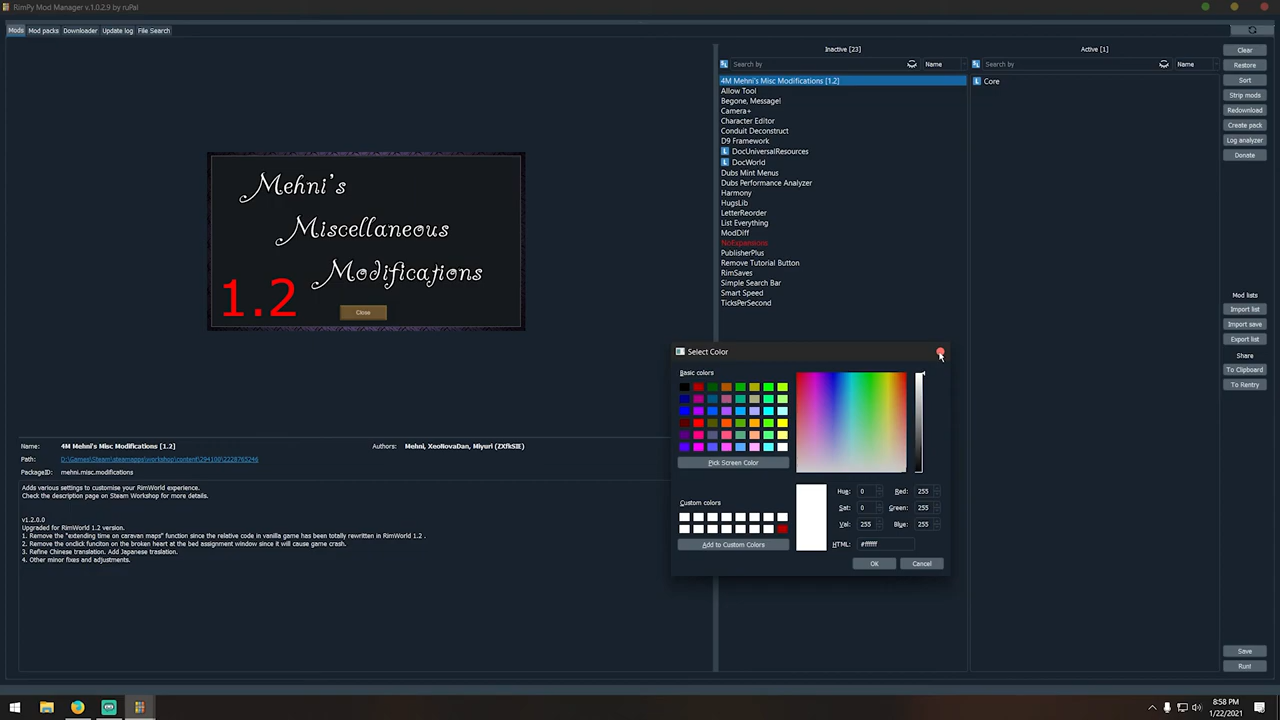 RimPy Mod Manager v.1.0.2.9 by ruPal
Mods Mod packs Downloader Update log File Search
Inactive [23]
Search by
Name
4M Mehni's Misc Modifications [1.2]
Allow Tool
Begone, Message!
Camera+
Character Editor
Conduit Deconstruct
D9 Framework
L DocUniversalResources
L DocWorld
Dubs Mint Menus
Dubs Performance Analyzer
Harmony
HugsLib
LetterReorder
List Everything
ModDiff
NoExpansions
PublisherPlus
Remove Tutorial Button
RimSaves
Simple Search Bar
Smart Speed
TicksPerSecond
Active [1]
Search by
Name
L Core
Clear
Restore
Sort
Strip mods
Redownload
Create pack
Log analyzer
Donate
Mod lists
Import list
Import save
Export list
Share
To Clipboard
To Rentry
Save
Run!
Mehni's
Miscellaneous
Modifications
1.2
Close
Name: 4M Mehni's Misc Modifications [1.2] Authors: Mehni, XeoNovaDan, Miyuri (ZXfkSIE)
Path: D:\Games\Steam\steamapps\workshop\content\294100\2228763246
PackageID: mehni.misc.modifications
Adds various settings to customise your RimWorld experience.
Check the description page on Steam Workshop for more details.
v1.2.0.0
Upgraded for RimWorld 1.2 version.
1. Remove the "extending time on caravan maps" function since the relative code in vanilla game has been totally rewritten in RimWorld 1.2 .
2. Remove the onclick funciton on the broken heart at the bed assignment window since it will cause game crash.
3. Refine Chinese translation. Add Japanese traslation.
4. Other minor fixes and adjustments.
Select Color
Basic colors
Pick Screen Color
Custom colors
Add to Custom Colors
Hue: 0 Red: 255
Sat: 0 Green: 255
Val: 255 Blue: 255
HTML: #ffffff
OK Cancel
8:58 PM
1/22/2021